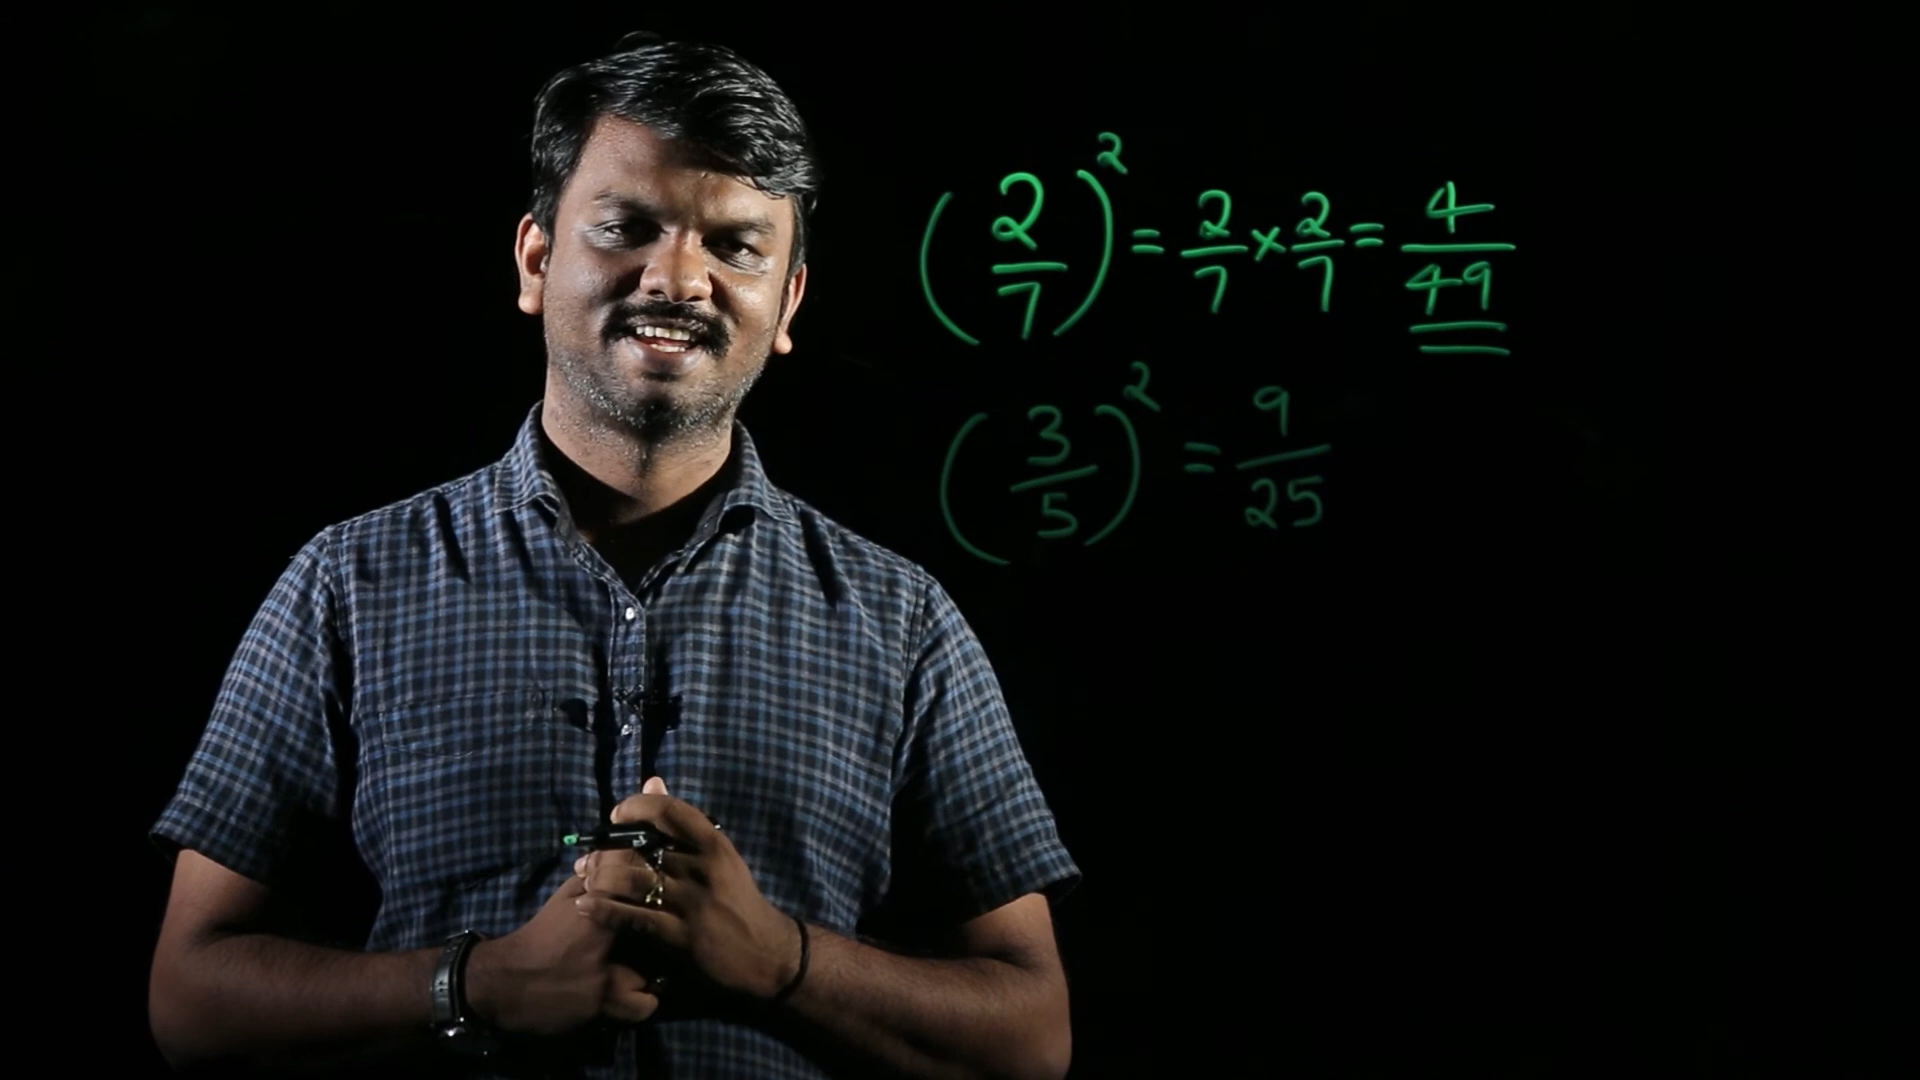 (2/7)² = 2/7 × 2/7 = 4/49
(3/5)² = 9/25